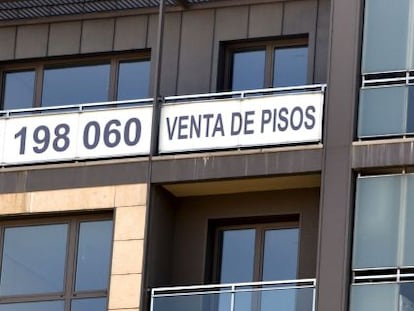 198 060 VENTA DE PISOS